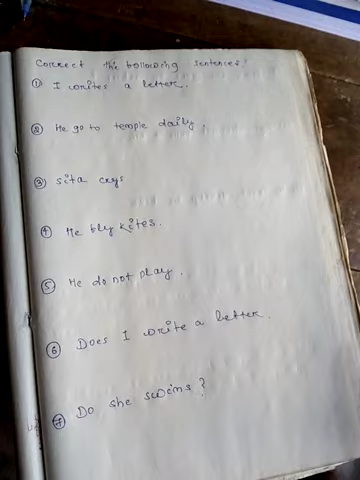 Correct the following sentences:
① I writes a letter.
② He go to temple daily.
③ Sita crys
④ He fly kites.
⑤ He do not play.
⑥ Does I write a letter.
⑦ Do she swims?